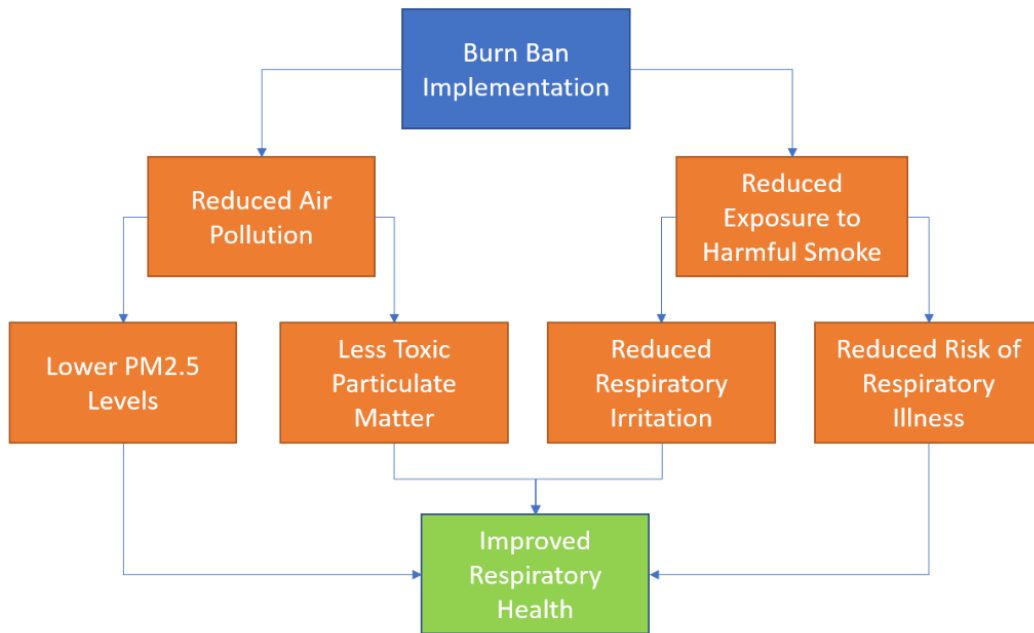 Burn Ban
Implementation
Reduced Air
Pollution
Reduced
Exposure to
Harmful Smoke
Lower PM2.5
Levels
Less Toxic
Particulate
Matter
Reduced
Respiratory
Irritation
Reduced Risk of
Respiratory
Illness
Improved
Respiratory
Health